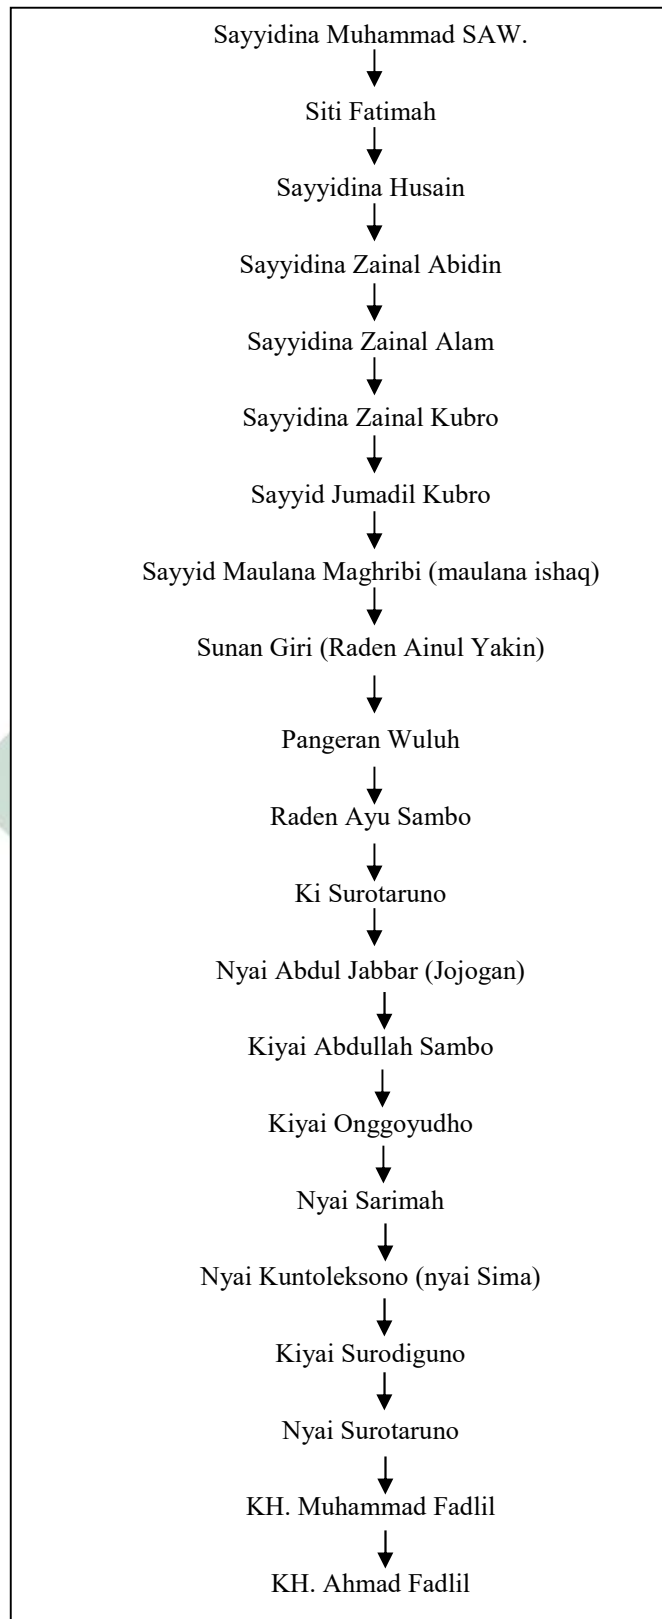 Sayyidina Muhammad SAW.
Siti Fatimah
Sayyidina Husain
Sayyidina Zainal Abidin
Sayyidina Zainal Alam
Sayyidina Zainal Kubro
Sayyid Jumadil Kubro
Sayyid Maulana Maghribi (maulana ishaq)
Sunan Giri (Raden Ainul Yakin)
Pangeran Wuluh
Raden Ayu Sambo
Ki Surotaruno
Nyai Abdul Jabbar (Jojogan)
Kiyai Abdullah Sambo
Kiyai Onggoyudho
Nyai Sarimah
Nyai Kuntoleksono (nyai Sima)
Kiyai Surodiguno
Nyai Surotaruno
KH. Muhammad Fadlil
KH. Ahmad Fadlil